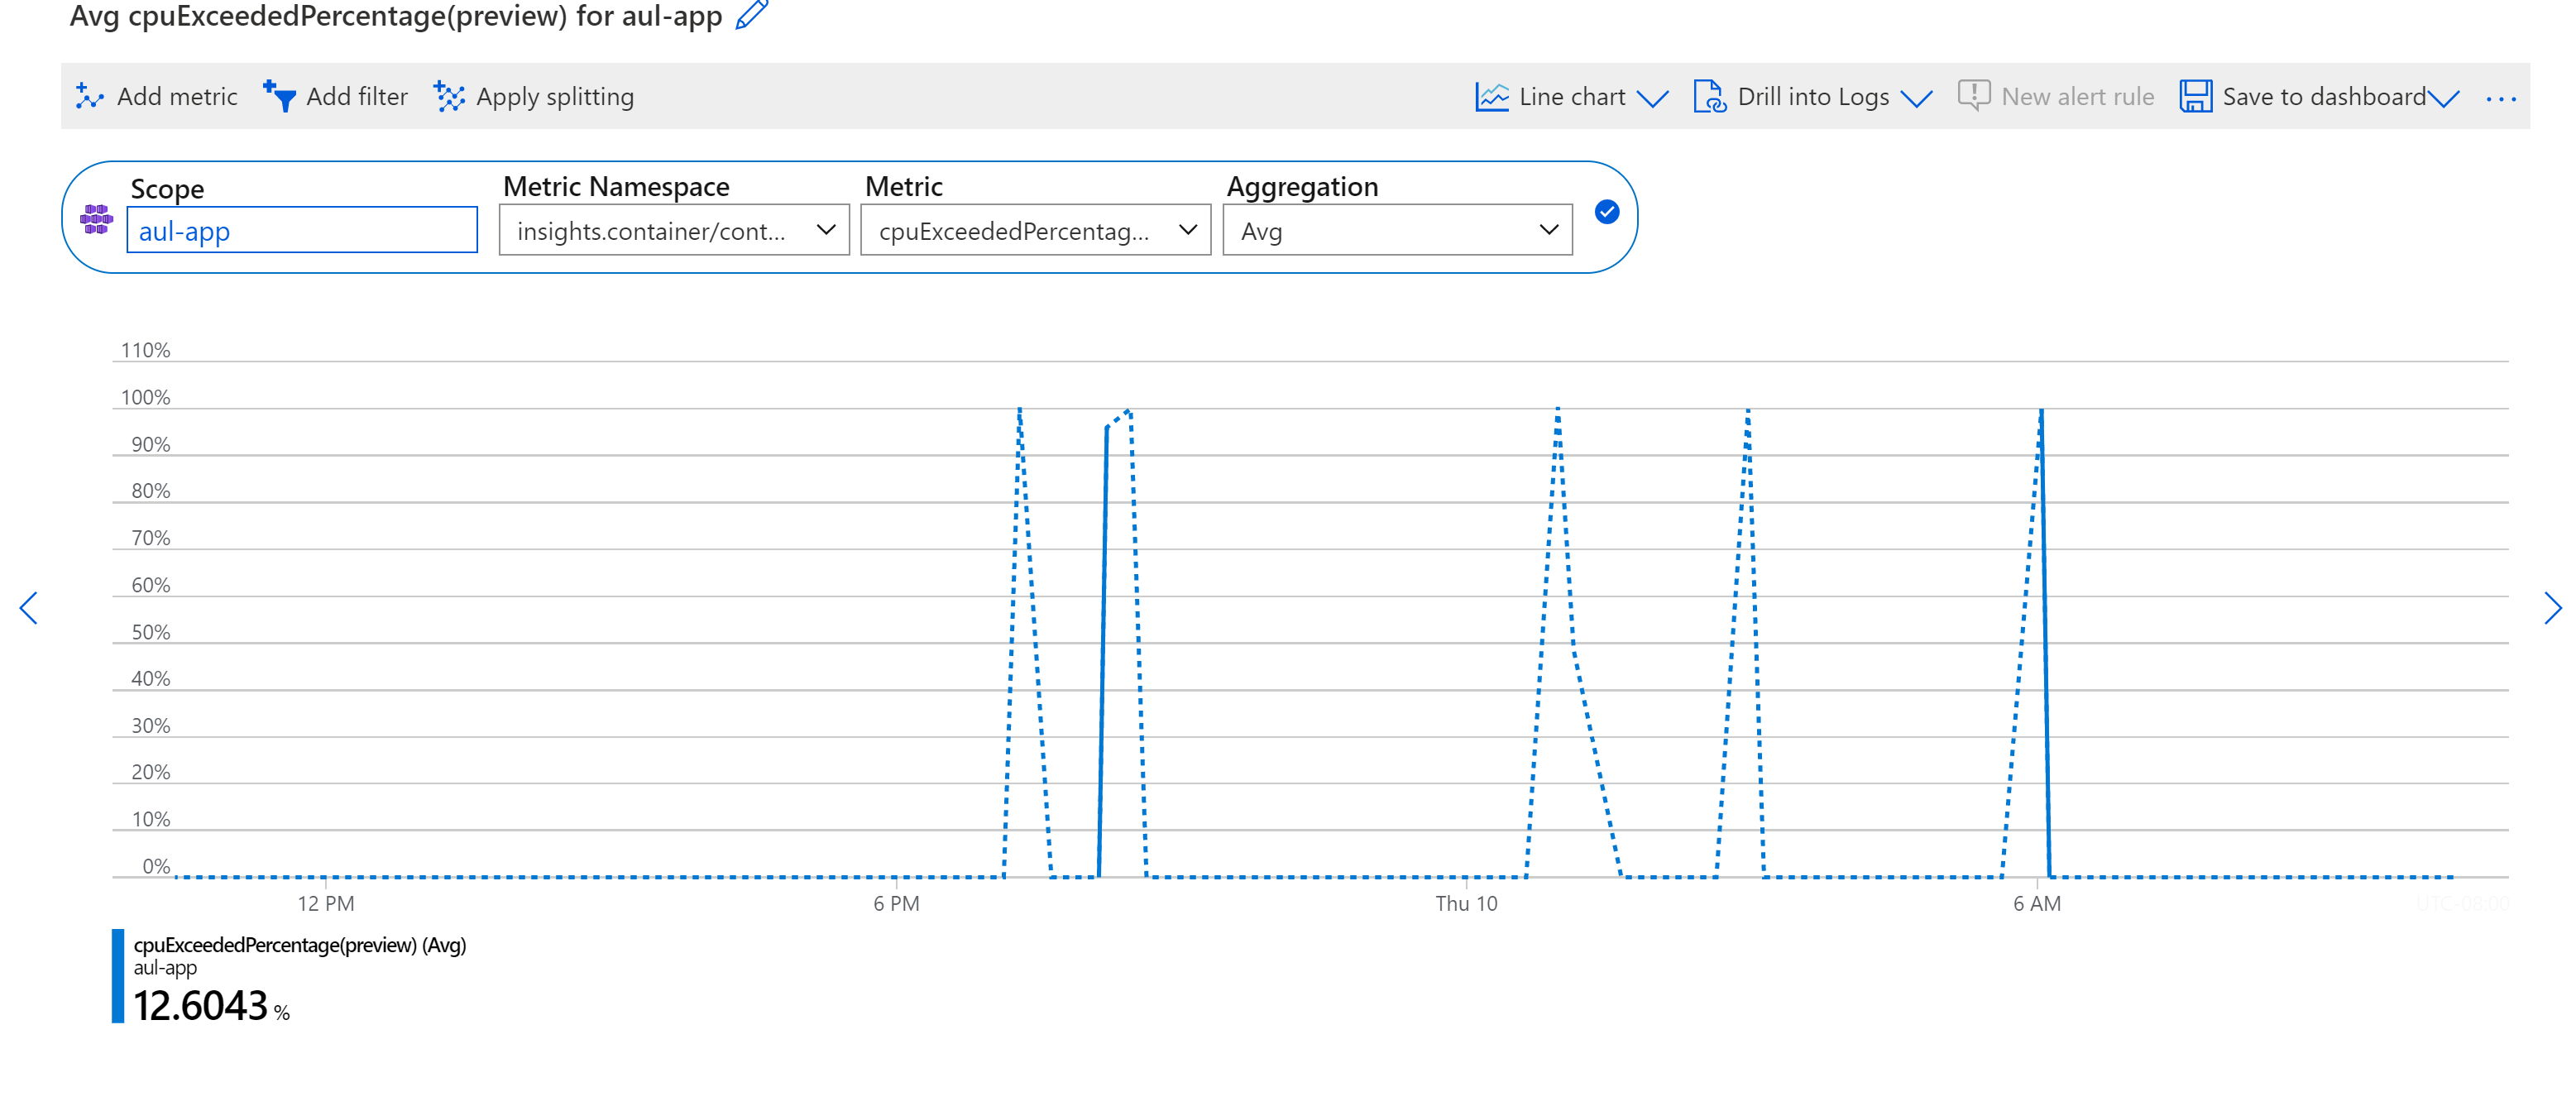 Avg cpuExceededPercentage(preview) for aul-app
Add metric Add filter Apply splitting Line chart Drill into Logs New alert rule Save to dashboard ...
Scope Metric Namespace Metric Aggregation
aul-app insights.container/cont... cpuExceededPercentag... Avg
110%
100%
90%
80%
70%
60%
50%
40%
30%
20%
10%
0%
12 PM 6 PM Thu 10 6 AM UTC-08:00
cpuExceededPercentage(preview) (Avg)
aul-app
12.6043 %